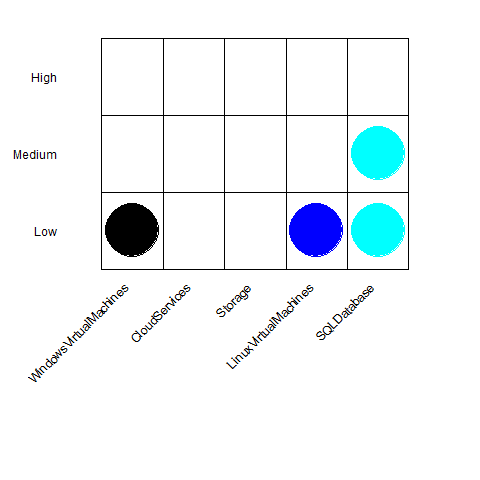 High
Medium
Low
WindowsVirtualMachines
CloudServices
Storage
LinuxVirtualMachines
SQLDatabase